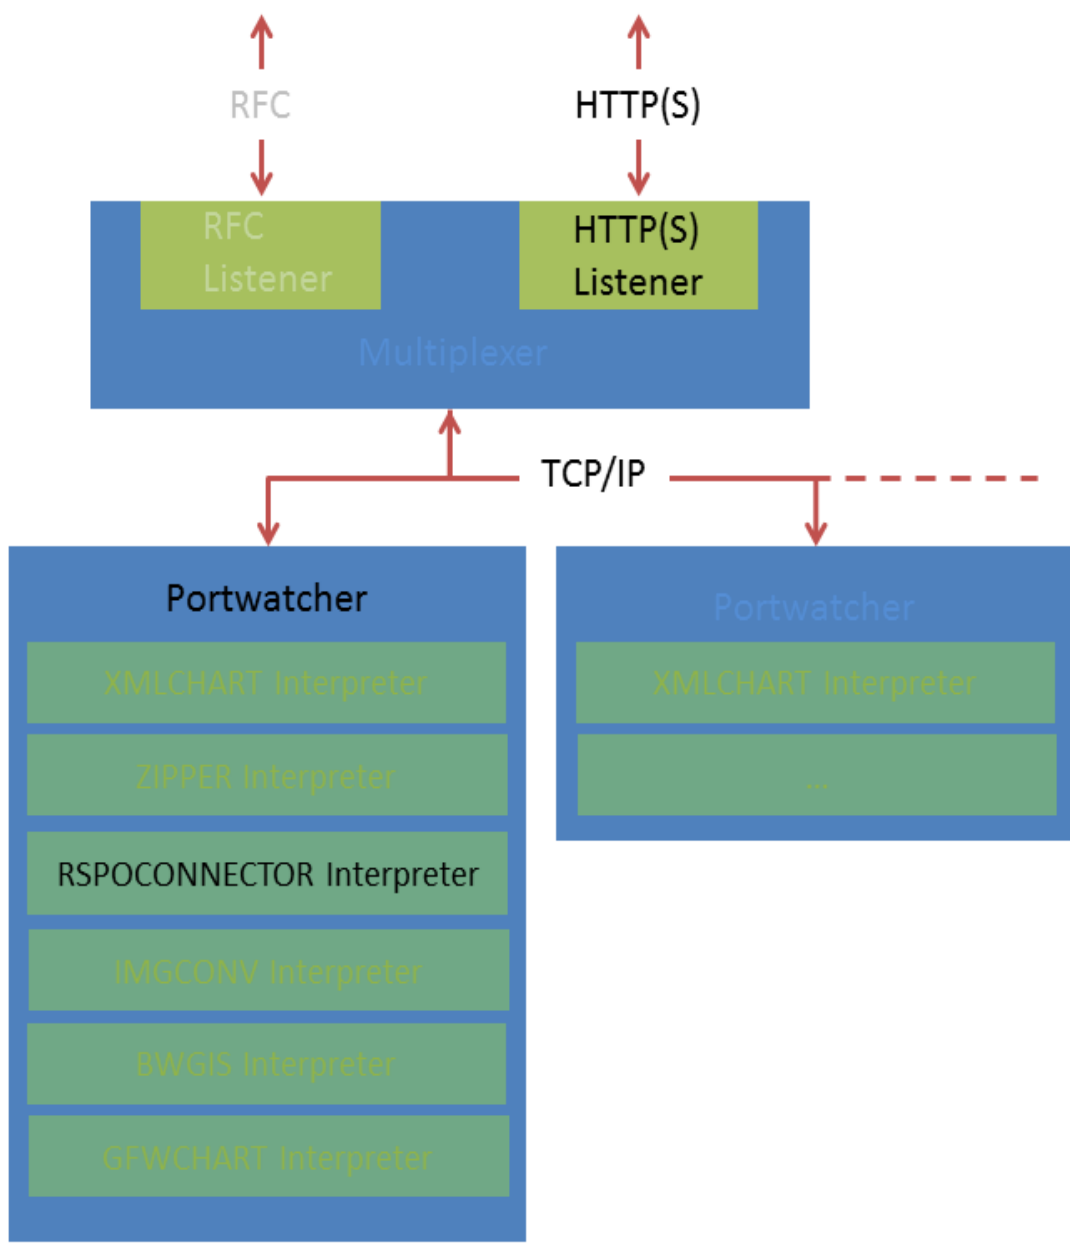 RFC
HTTP(S)
RFC
Listener
HTTP(S)
Listener
Multiplexer
TCP/IP
Portwatcher
XMLCHART Interpreter
ZIPPER Interpreter
RSPOCONNECTOR Interpreter
IMGCONV Interpreter
BWGIS Interpreter
GFWCHART Interpreter
Portwatcher
XMLCHART Interpreter
...